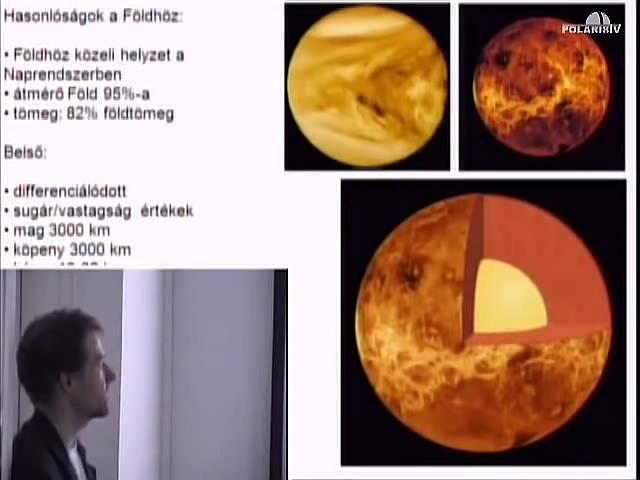 Hasonlóságok a Földhöz:
• Földhöz közeli helyzet a
Naprendszerben
• átmérő Föld 95%-a
• tömeg: 82% földtömeg
Belső:
• differenciálódott
• sugár/vastagság értékek
• mag 3000 km
• köpeny 3000 km
POLARIXIV